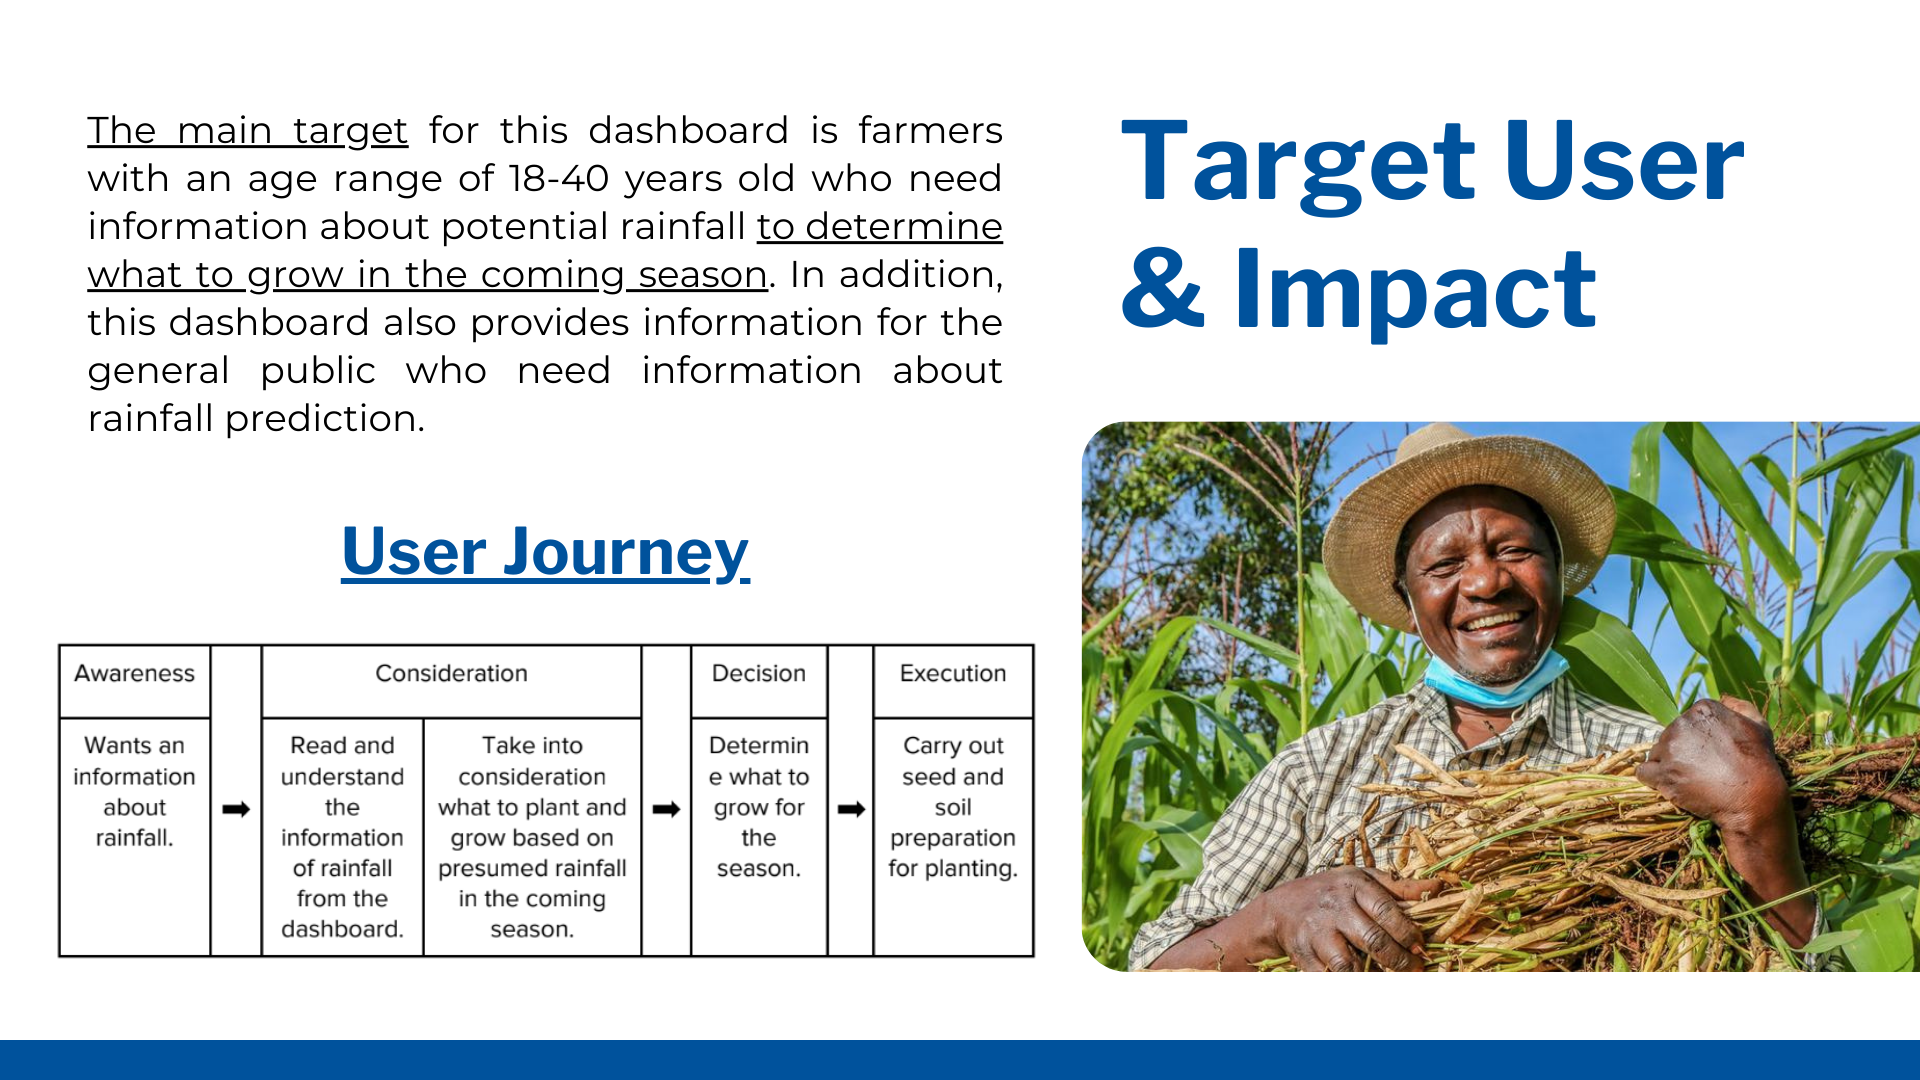 The main target for this dashboard is farmers
with an age range of 18-40 years old who need
information about potential rainfall to determine
what to grow in the coming season. In addition,
this dashboard also provides information for the
general public who need information about
rainfall prediction.
Target User
& Impact
User Journey
Awareness
Wants an
information
about
rainfall.
Consideration
Read and
understand
the
information
of rainfall
from the
dashboard.
Take into
consideration
what to plant and
grow based on
presumed rainfall
in the coming
season.
Decision
Determin
e what to
grow for
the
season.
Execution
Carry out
seed and
soil
preparation
for planting.